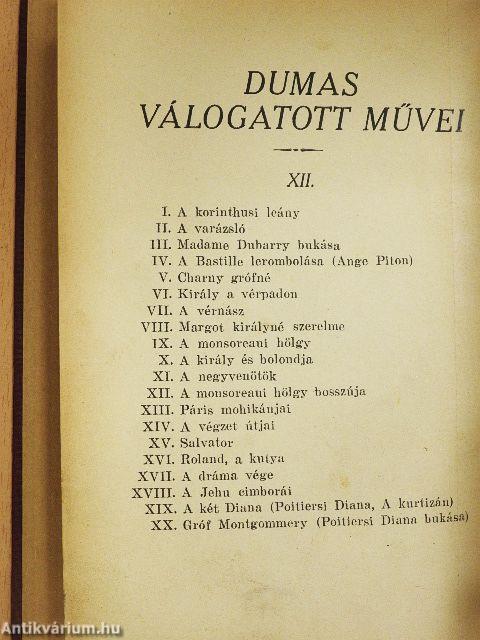 DUMAS
VÁLOGATOTT MŰVEI
XII.
I. A korinthusi leány
II. A varázsló
III. Madame Dubarry bukása
IV. A Bastille lerombolása (Ange Piton)
V. Charny grófné
VI. Király a vérpadon
VII. A vérnász
VIII. Margot királyné szerelme
IX. A monsoreaui hölgy
X. A király és bolondja
XI. A negyvenötök
XII. A monsoreaui hölgy bosszúja
XIII. Páris mohikánjai
XIV. A végzet útjai
XV. Salvator
XVI. Roland, a kutya
XVII. A dráma vége
XVIII. A Jehu cimborái
XIX. A két Diana (Poitiersi Diana, A kurtizán)
XX. Gróf Montgommery (Poitiersi Diana bukása)
Antikvárium.hu